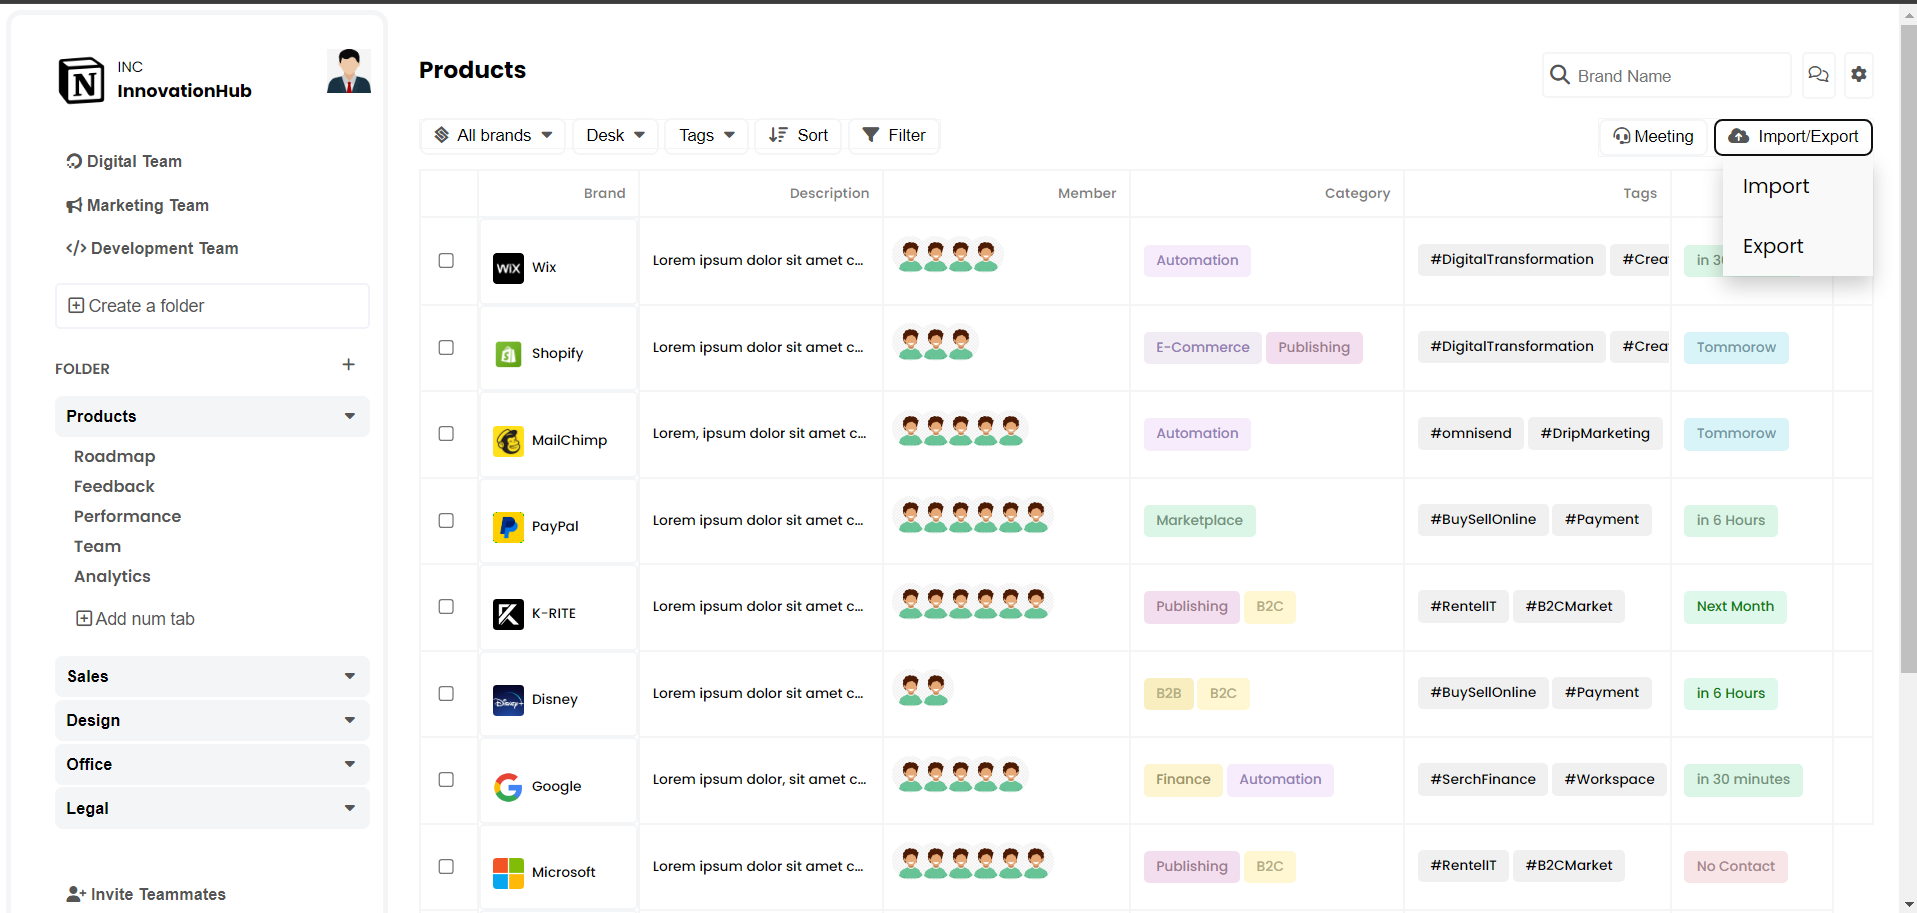 INC
InnovationHub
Digital Team
Marketing Team
Development Team
Create a folder
FOLDER
Products
Roadmap
Feedback
Performance
Team
Analytics
Add num tab
Sales
Design
Office
Legal
Invite Teammates
Products
Brand Name
All brands Desk Tags Sort Filter Meeting Import/Export
Import
Export
Brand Description Member Category Tags
WiX Wix Lorem ipsum dolor sit amet c... Automation #DigitalTransformation #Crea in 3
Shopify Lorem ipsum dolor sit amet c... E-Commerce Publishing #DigitalTransformation #Crea Tommorow
MailChimp Lorem, ipsum dolor sit amet c... Automation #omnisend #DripMarketing Tommorow
PayPal Lorem ipsum dolor sit amet c... Marketplace #BuySellOnline #Payment in 6 Hours
K-RITE Lorem ipsum dolor sit amet c... Publishing B2C #RentelIT #B2CMarket Next Month
Disney+ Disney Lorem ipsum dolor sit amet c... B2B B2C #BuySellOnline #Payment in 6 Hours
Google Lorem ipsum dolor, sit amet c... Finance Automation #SerchFinance #Workspace in 30 minutes
Microsoft Lorem ipsum dolor sit amet c... Publishing B2C #RentelIT #B2CMarket No Contact